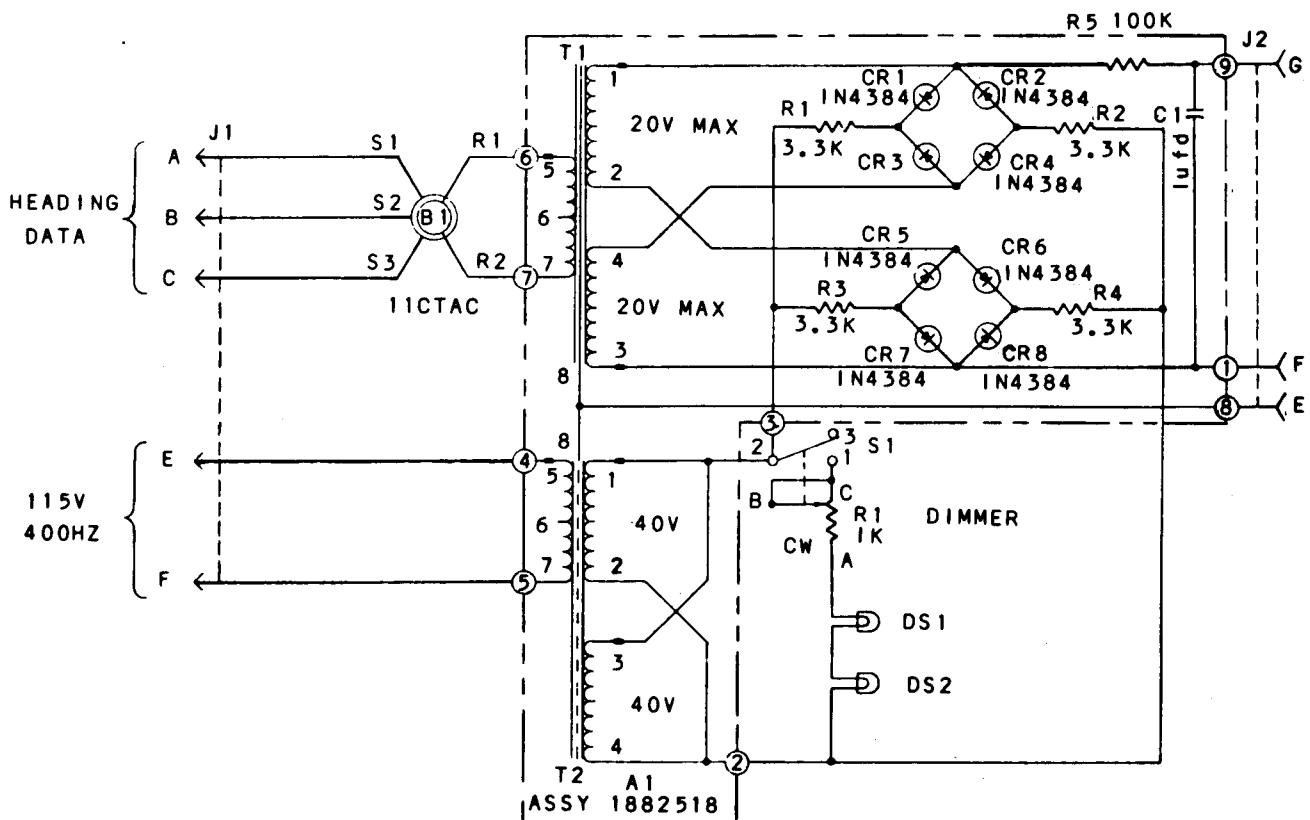 R5 100K
J2
T1
9
G
1
CR1
1N4384
CR2
1N4384
C1
1ufd
R1
3.3K
R2
3.3K
20V MAX
CR3
CR4
1N4384
2
J1
HEADING
DATA
A
B
C
S1
S2
S3
B1
R1
R2
11CTAC
6
7
5
6
7
4
20V MAX
3
8
CR5
1N4384
CR6
1N4384
R3
3.3K
R4
3.3K
CR7
1N4384
CR8
1N4384
1
F
8
E
3
2
3
S1
1
115V
400HZ
E
F
4
5
8
5
6
7
1
40V
2
B
C
R1
1K
DIMMER
CW
A
DS1
DS2
3
40V
4
2
T2
A1
ASSY 1882518